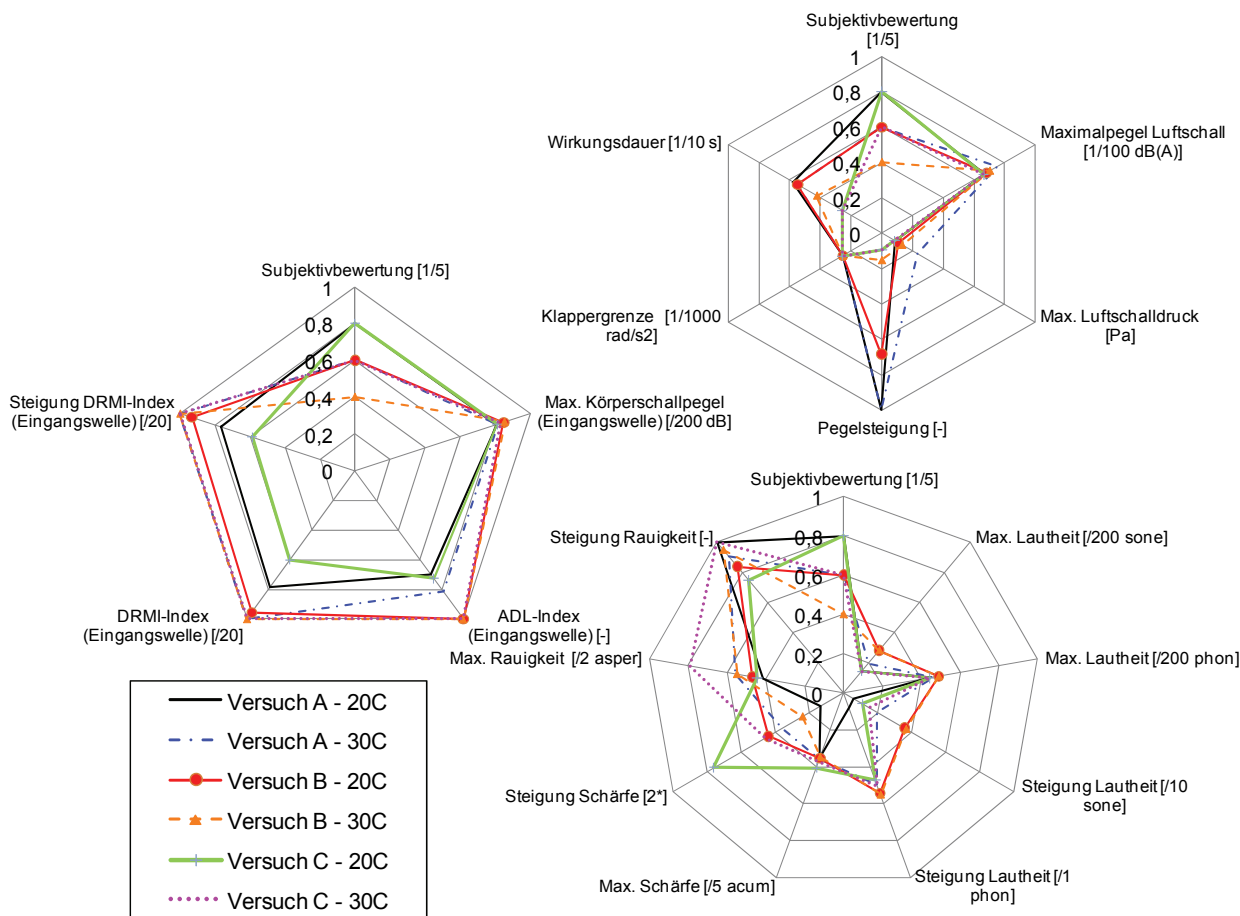 Subjektivbewertung
[1/5]
1
0,8
0,6
0,4
0,2
0
Maximalpegel Luftschall
[1/100 dB(A)]
Max. Luftschalldruck
[Pa]
Pegelsteigung [-]
Klappergrenze [1/1000
rad/s2]
Wirkungsdauer [1/10 s]
Subjektivbewertung [1/5]
1
0,8
0,6
0,4
0,2
0
Max. Körperschallpegel
(Eingangswelle) [/200 dB]
ADL-Index
(Eingangswelle) [-]
DRMI-Index
(Eingangswelle) [/20]
Steigung DRMI-Index
(Eingangswelle) [/20]
Subjektivbewertung [1/5]
1
0,8
0,6
0,4
0,2
0
Max. Lautheit [/200 sone]
Max. Lautheit [/200 phon]
Steigung Lautheit [/10
sone]
Steigung Lautheit [/1
phon]
Max. Schärfe [/5 acum]
Steigung Schärfe [2*]
Max. Rauigkeit [/2 asper]
Steigung Rauigkeit [-]
Versuch A - 20C
Versuch A - 30C
Versuch B - 20C
Versuch B - 30C
Versuch C - 20C
Versuch C - 30C